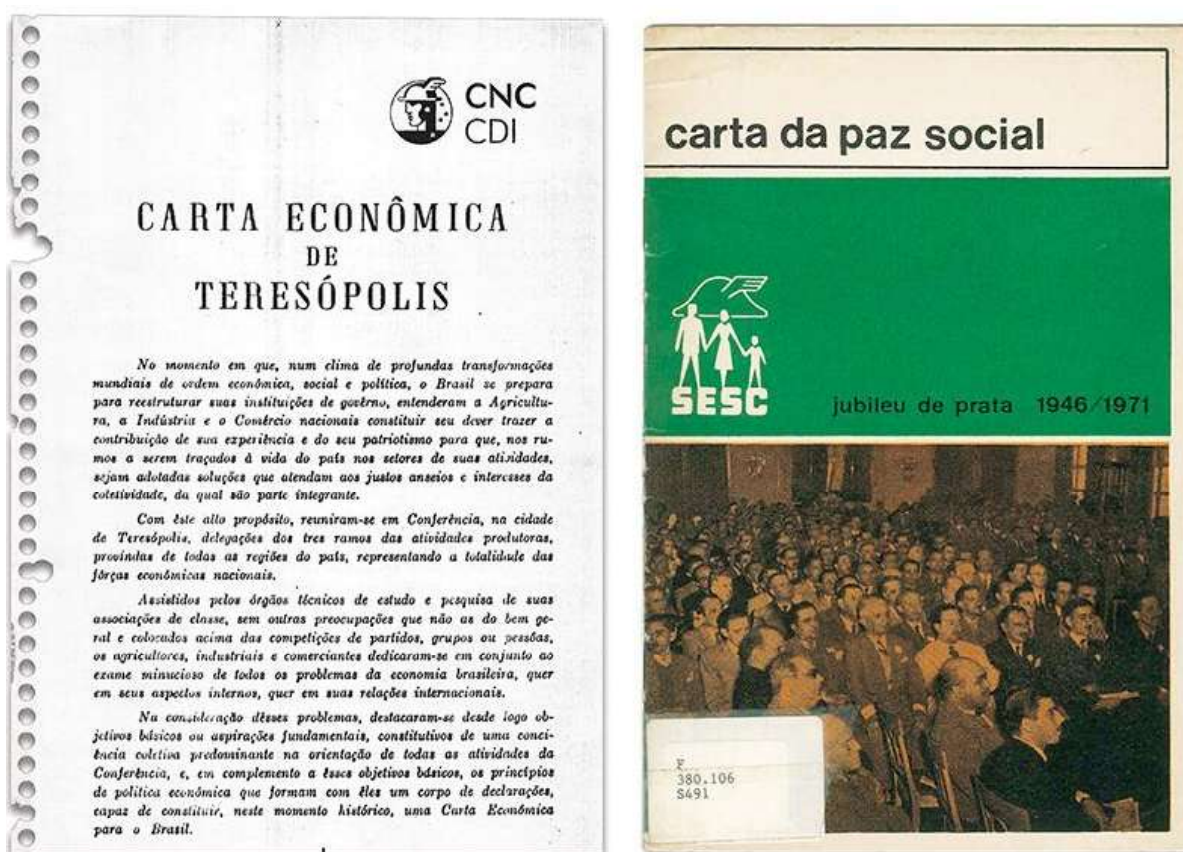 CNC
CDI
CARTA ECONÔMICA
DE
TERESÓPOLIS
No momento em que, num clima de profundas transformações
mundiais de ordem econômica, social e política, o Brasil se prepara
para reestruturar suas instituições de govêrno, entenderam a Agricultu-
ra, a Indústria e o Comércio nacionais constituir seu dever trazer a
contribuição de sua experiência e do seu patriotismo para que, nos ru-
mos a serem traçados à vida do país nos setores de suas atividades,
sejam adotadas soluções que atendam aos justos anseios e interesses da
coletividade, da qual são parte integrante.
Com êste alto propósito, reuniram-se em Conferência, na cidade
de Teresópolis, delegações dos tres ramos das atividades produtoras,
provindas de todas as regiões do país, representando a totalidade das
fôrças econômicas nacionais.
Assistidos pelos órgãos técnicos de estudo e pesquisa de suas
associações de classe, sem outras preocupações que não as do bem ge-
ral e colocados acima das competições de partidos, grupos ou pessôas,
os agricultores, industriais e comerciantes dedicaram-se em conjunto ao
exame minucioso de todos os problemas da economia brasileira, quer
em seus aspectos internos, quer em suas relações internacionais.
Na consideração dêsses problemas, destacaram-se desde logo ob-
jetivos básicos ou aspirações fundamentais, constitutivos de uma conci-
ência coletiva predominante na orientação de todas as atividades da
Conferência, e, em complemento a êsses objetivos básicos, os princípios
de política econômica que formam com êles um corpo de declarações,
capaz de constituir, neste momento histórico, uma Carta Econômica
para o Brasil.
carta da paz social
SESC
jubileu de prata 1946/1971
380.106
S491